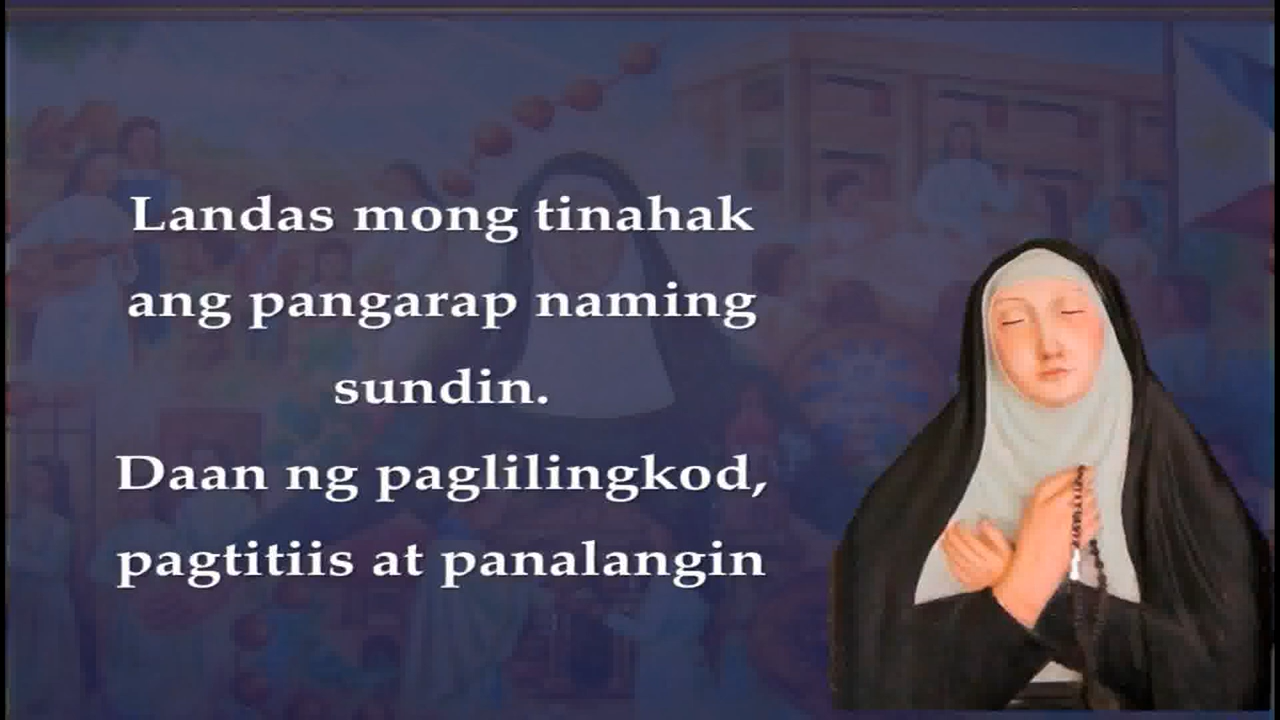 Landas mong tinahak
ang pangarap naming
sundin.
Daan ng paglilingkod,
pagtitiis at panalangin